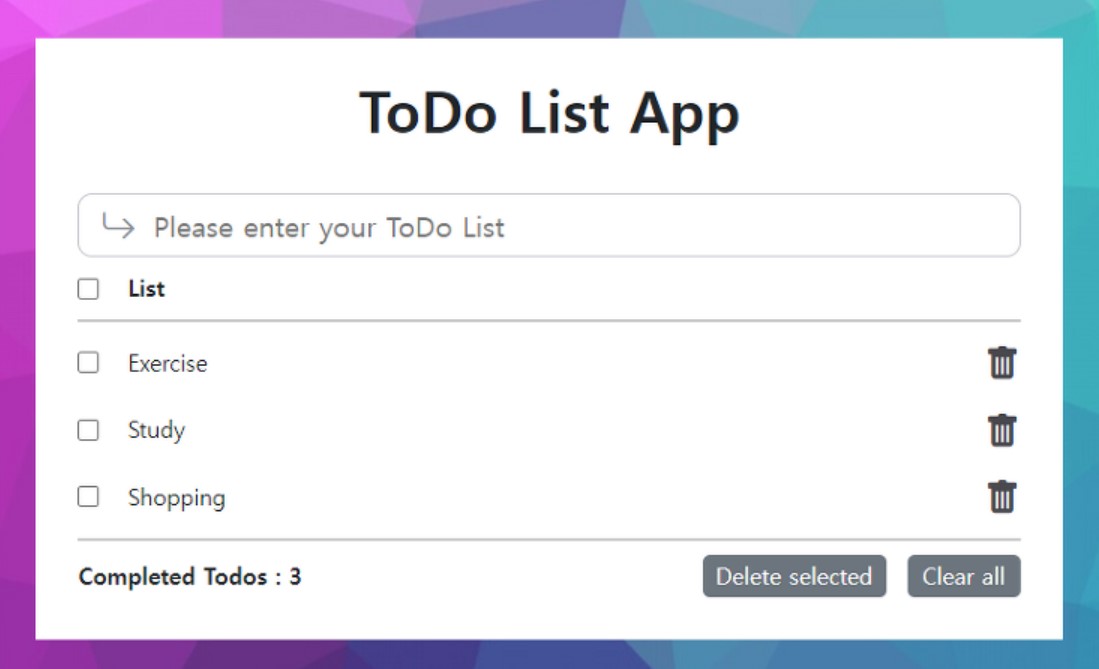 ToDo List App
Please enter your ToDo List
List
Exercise
Study
Shopping
Completed Todos : 3 Delete selected Clear all